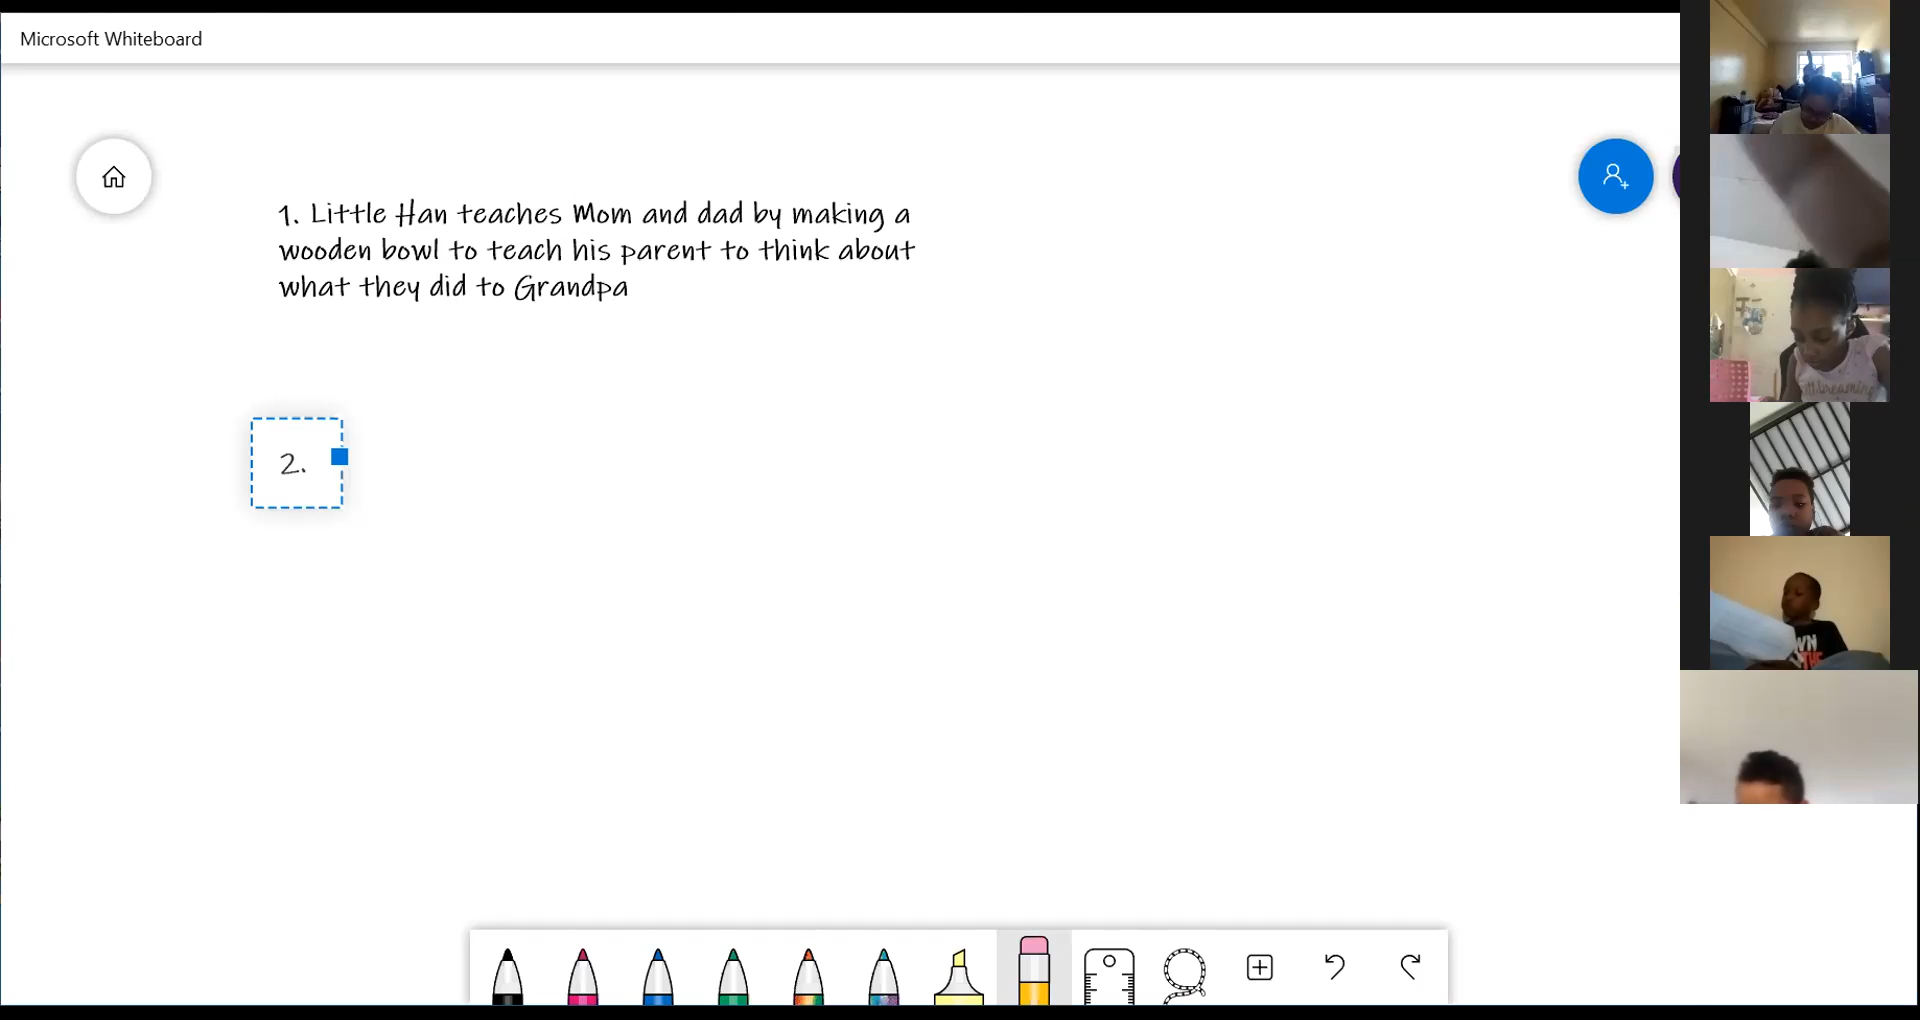 Microsoft Whiteboard
1. Little Han teaches Mom and dad by making a
wooden bowl to teach his parent to think about
what they did to Grandpa
2.